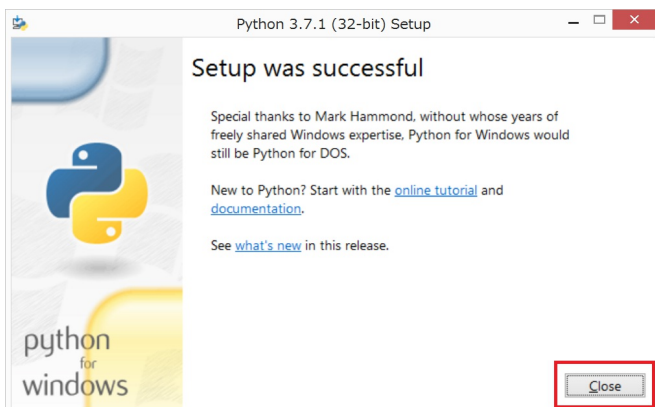 Python 3.7.1 (32-bit) Setup
Setup was successful
Special thanks to Mark Hammond, without whose years of
freely shared Windows expertise, Python for Windows would
still be Python for DOS.
New to Python? Start with the online tutorial and
documentation.
See what's new in this release.
python
for
windows
Close